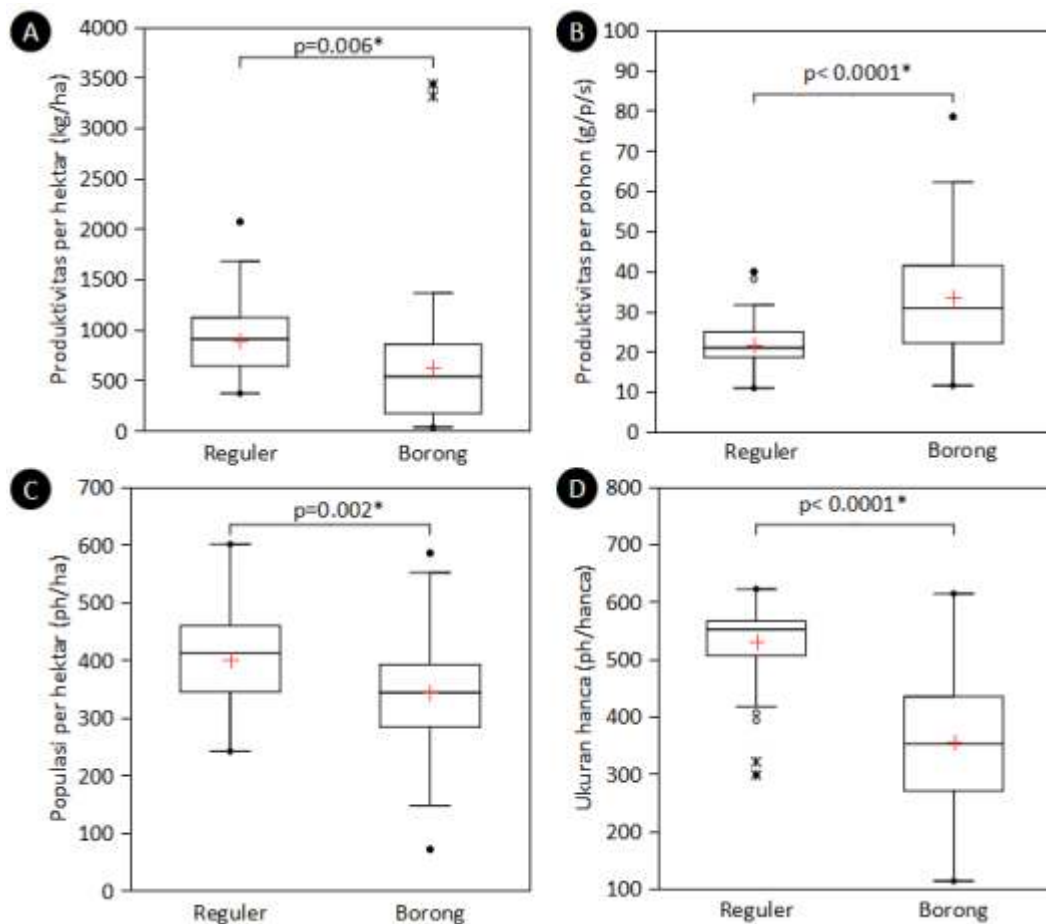 A
Produktivitas per hektar (kg/ha)
4000
3500
3000
2500
2000
1500
1000
500
0
p=0.006*
Reguler
Borong
B
Produktivitas per pohon (g/p/s)
100
90
80
70
60
50
40
30
20
10
0
p< 0.0001*
Reguler
Borong
C
Populasi per hektar (ph/ha)
700
600
500
400
300
200
100
0
p=0.002*
Reguler
Borong
D
Ukuran hanca (ph/hanca)
800
700
600
500
400
300
200
100
p< 0.0001*
Reguler
Borong